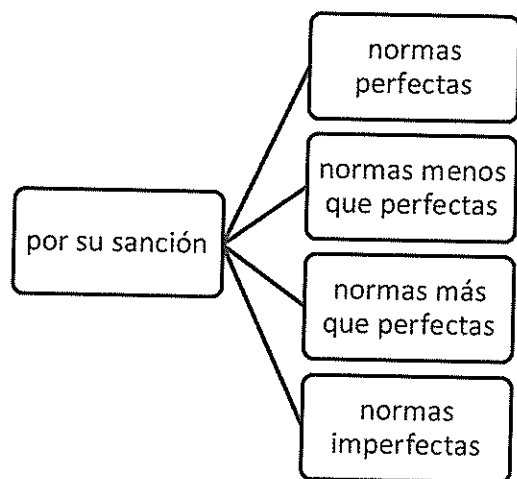 normas
perfectas
normas menos
que perfectas
por su sanción
normas más
que perfectas
normas
imperfectas